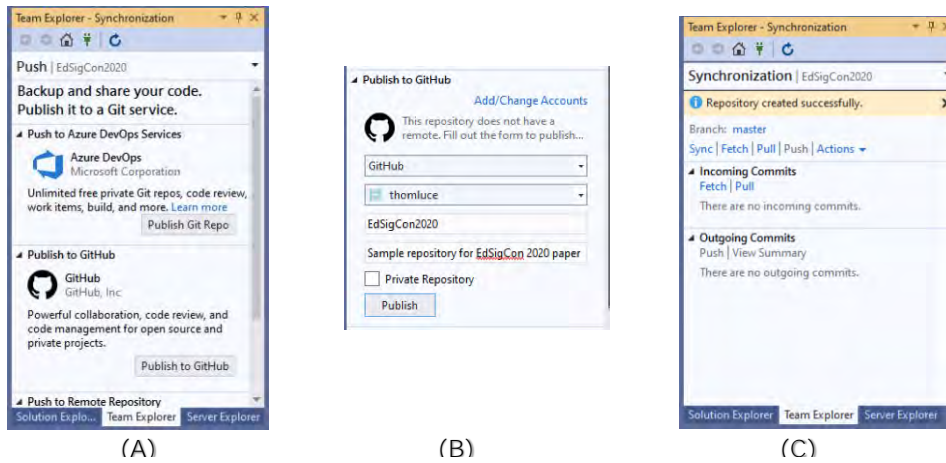 Team Explorer - Synchronization
Push | EdSigCon2020
Backup and share your code.
Publish it to a Git service.
Push to Azure DevOps Services
Azure DevOps
Microsoft Corporation
Unlimited free private Git repos, code review,
work items, build, and more. Learn more
Publish Git Repo
Publish to GitHub
GitHub
GitHub, Inc
Powerful collaboration, code review, and
code management for open source and
private projects.
Publish to GitHub
Push to Remote Repository
Solution Explo... Team Explorer Server Explorer
(A)
Publish to GitHub
Add/Change Accounts
This repository does not have a
remote. Fill out the form to publish...
GitHub
thomluce
EdSigCon2020
Sample repository for EdSigCon 2020 paper
Private Repository
Publish
(B)
Team Explorer - Synchronization
Synchronization | EdSigCon2020
Repository created successfully.
Branch: master
Sync | Fetch | Pull | Push | Actions
Incoming Commits
Fetch | Pull
There are no incoming commits.
Outgoing Commits
Push | View Summary
There are no outgoing commits.
Solution Explorer Team Explorer Server Explorer
(C)